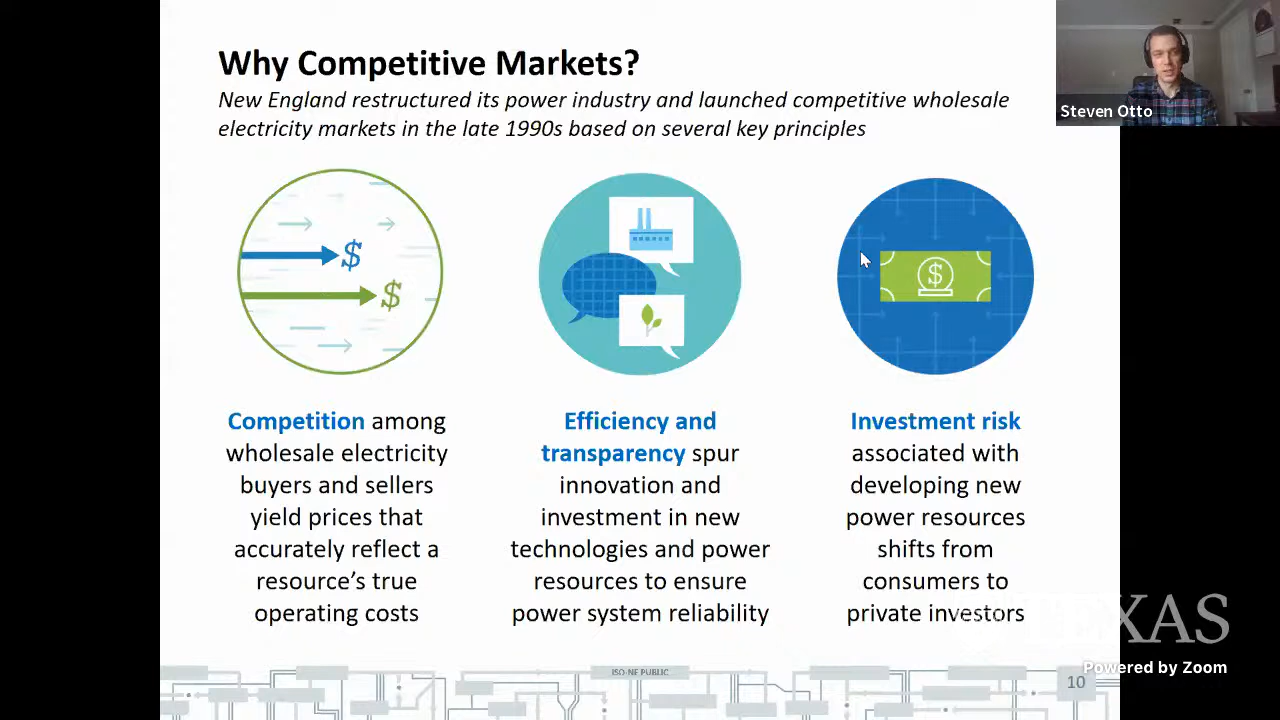 Why Competitive Markets?
New England restructured its power industry and launched competitive wholesale
electricity markets in the late 1990s based on several key principles
Steven Otto
$
$
$
Competition among
wholesale electricity
buyers and sellers
yield prices that
accurately reflect a
resource's true
operating costs
Efficiency and
transparency spur
innovation and
investment in new
technologies and power
resources to ensure
power system reliability
Investment risk
associated with
developing new
power resources
shifts from
consumers to
private investors
TEXAS
Powered by Zoom
ISO-NE PUBLIC
10